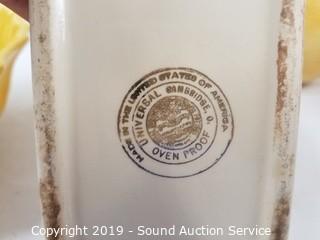 MADE IN THE UNITED STATES OF AMERICA
UNIVERSAL CAMBRIDGE, O.
OVEN PROOF
Copyright 2019 - Sound Auction Service